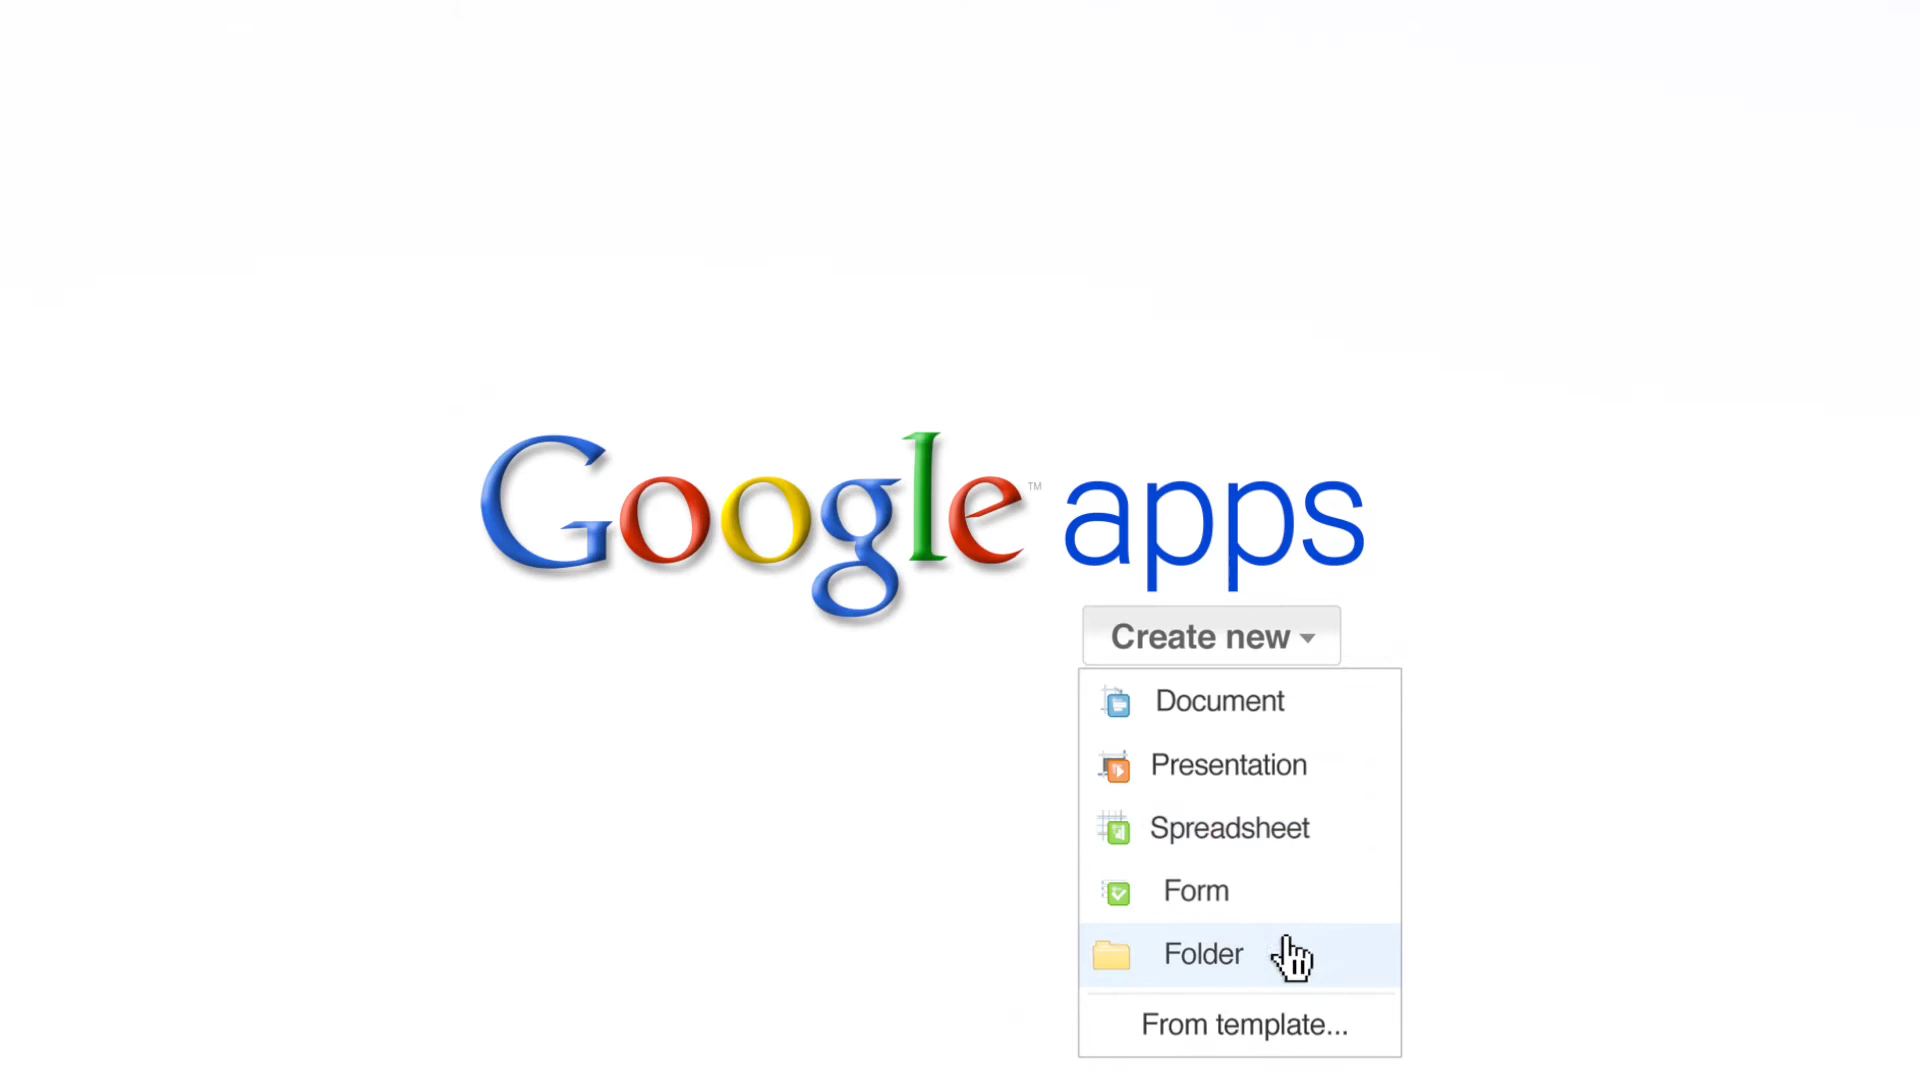 Google™ apps
Create new
Document
Presentation
Spreadsheet
Form
Folder
From template...